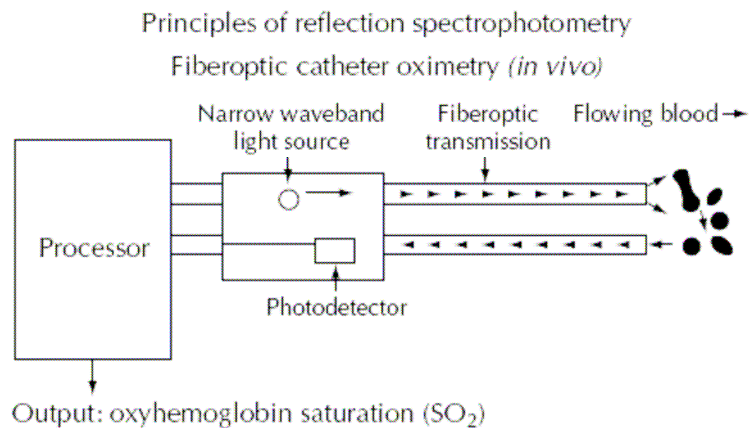 Principles of reflection spectrophotometry
Fiberoptic catheter oximetry (in vivo)
Narrow waveband
light source
Fiberoptic
transmission
Flowing blood
Processor
Photodetector
Output: oxyhemoglobin saturation (SO₂)